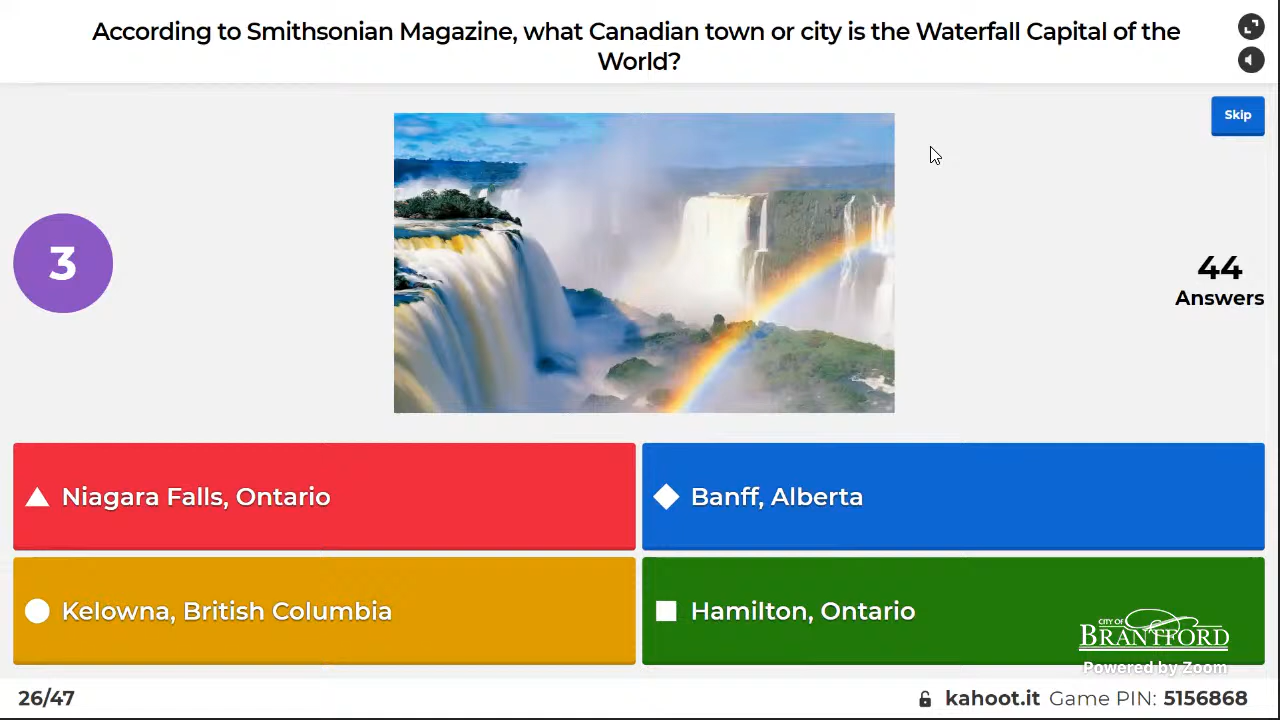 According to Smithsonian Magazine, what Canadian town or city is the Waterfall Capital of the
World?
Skip
3
44
Answers
Niagara Falls, Ontario
Banff, Alberta
Kelowna, British Columbia
Hamilton, Ontario
CITY OF
BRANTFORD
Powered by Zoom
26/47
kahoot.it Game PIN: 5156868